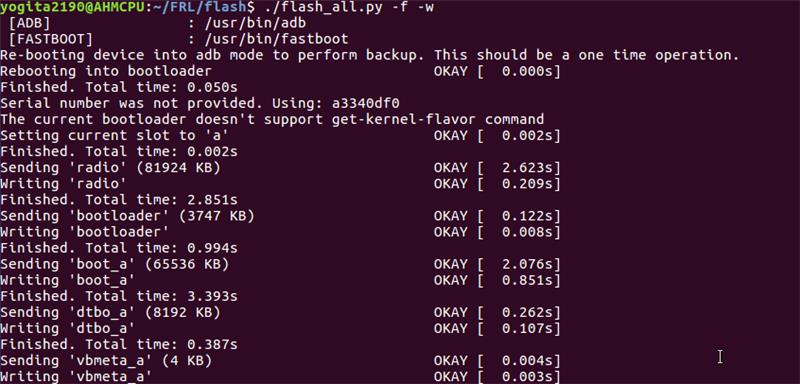 yogita2190@AHMCPU:~/FRL/flash$ ./flash_all.py -f -w
[ADB] : /usr/bin/adb
[FASTBOOT] : /usr/bin/fastboot
Re-booting device into adb mode to perform backup. This should be a one time operation.
Rebooting into bootloader OKAY [ 0.000s]
Finished. Total time: 0.050s
Serial number was not provided. Using: a3340df0
The current bootloader doesn't support get-kernel-flavor command
Setting current slot to 'a' OKAY [ 0.002s]
Finished. Total time: 0.002s
Sending 'radio' (81924 KB) OKAY [ 2.623s]
Writing 'radio' OKAY [ 0.209s]
Finished. Total time: 2.851s
Sending 'bootloader' (3747 KB) OKAY [ 0.122s]
Writing 'bootloader' OKAY [ 0.008s]
Finished. Total time: 0.994s
Sending 'boot_a' (65536 KB) OKAY [ 2.076s]
Writing 'boot_a' OKAY [ 0.851s]
Finished. Total time: 3.393s
Sending 'dtbo_a' (8192 KB) OKAY [ 0.262s]
Writing 'dtbo_a' OKAY [ 0.107s]
Finished. Total time: 0.387s
Sending 'vbmeta_a' (4 KB) OKAY [ 0.004s]
Writing 'vbmeta_a' OKAY [ 0.003s]